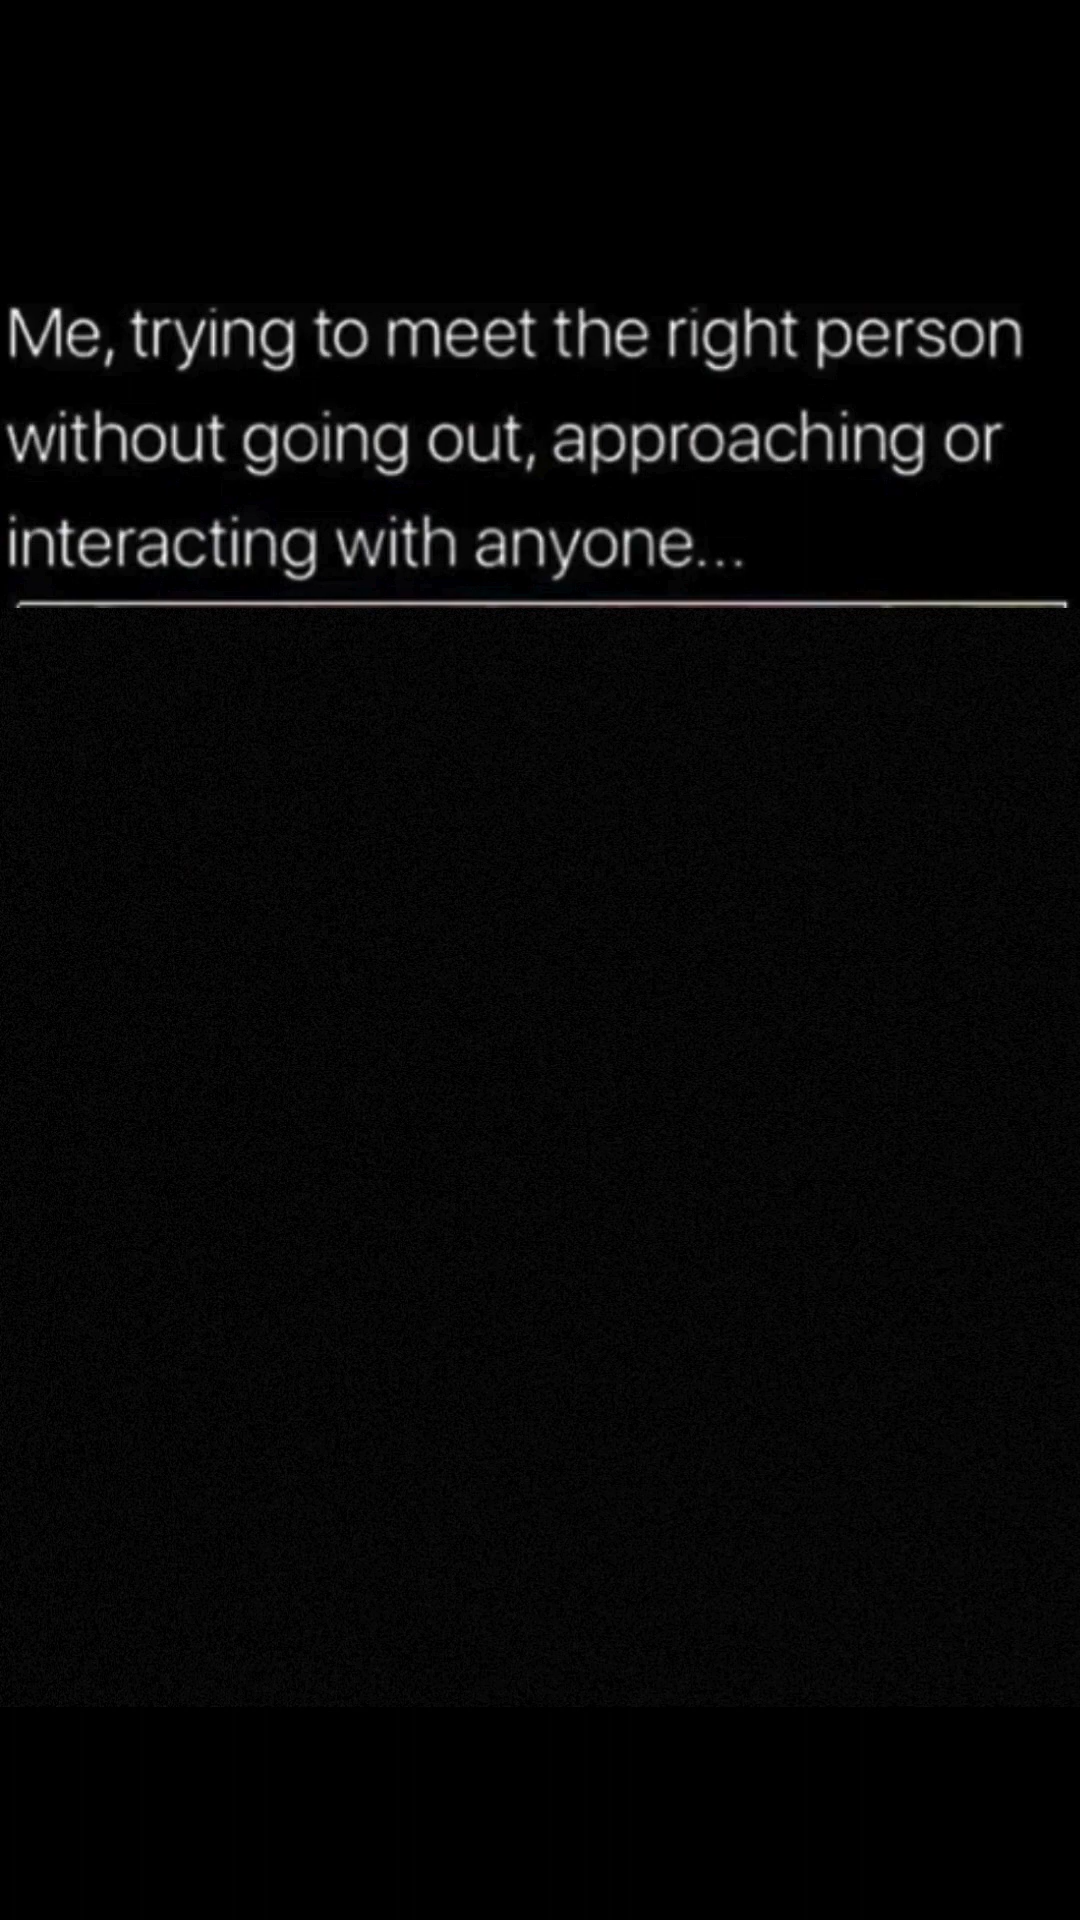 Me, trying to meet the right person
without going out, approaching or
interacting with anyone...